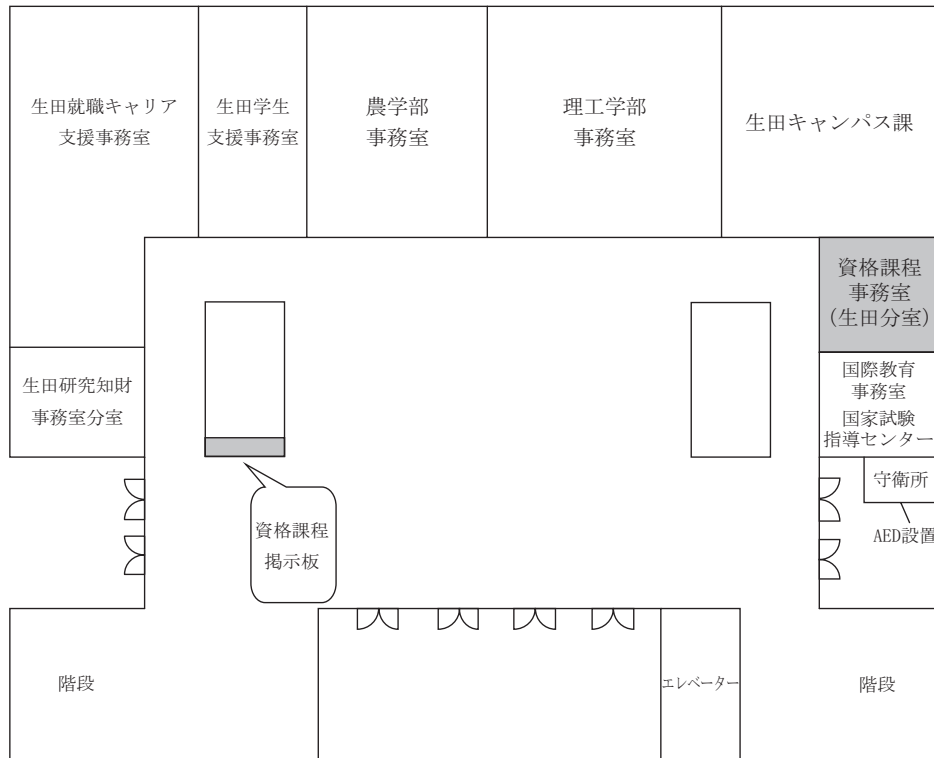 生田就職キャリア
支援事務室
生田学生
支援事務室
農学部
事務室
理工学部
事務室
生田キャンパス課
資格課程
事務室
(生田分室)
生田研究知財
事務室分室
国際教育
事務室
国家試験
指導センター
守衛所
AED設置
資格課程
掲示板
階段
エレベーター
階段